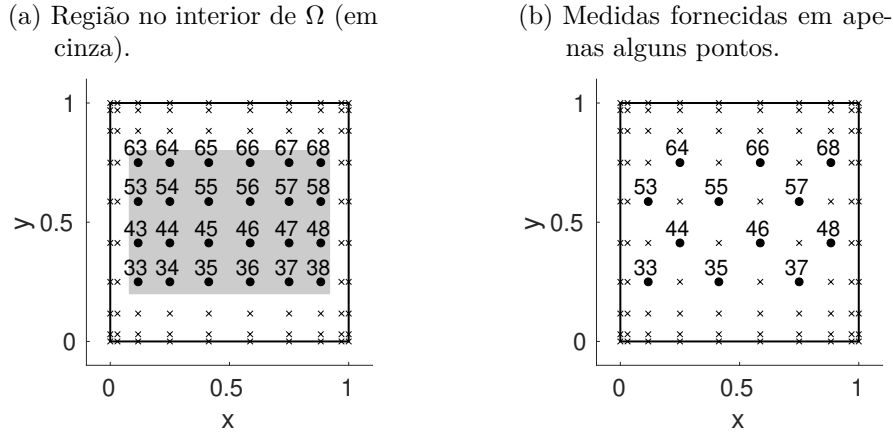 (a) Região no interior de Ω (em
cinza).
1
63 64 65 66 67 68
53 54 55 56 57 58
0.5
43 44 45 46 47 48
33 34 35 36 37 38
0
y
0 0.5 1
x
(b) Medidas fornecidas em ape-
nas alguns pontos.
1
64 66 68
53 55 57
0.5
44 46 48
33 35 37
0
y
0 0.5 1
x